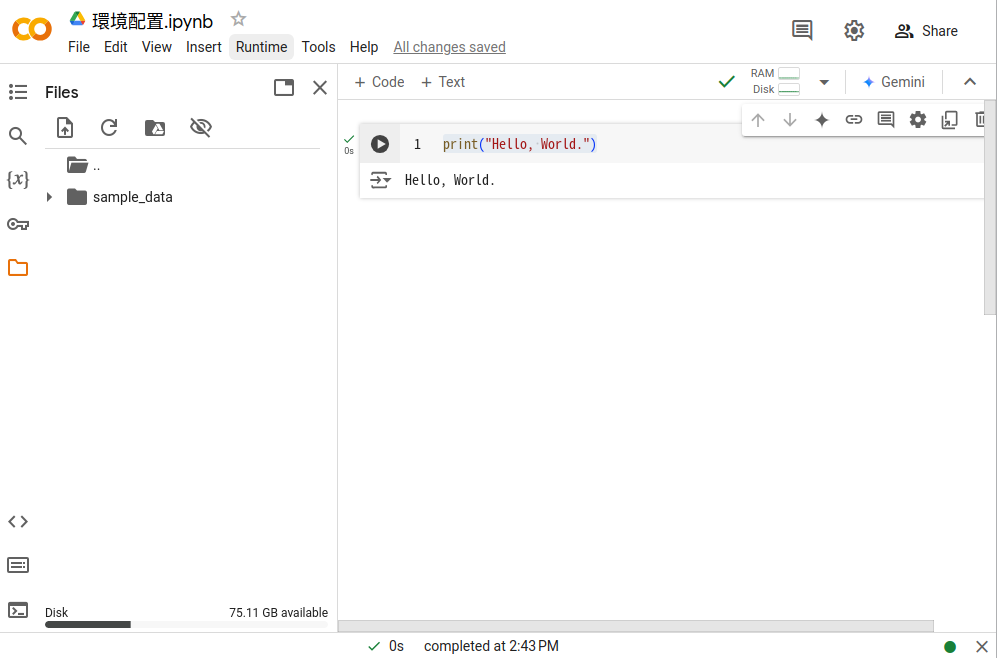 環境配置.ipynb
File Edit View Insert Runtime Tools Help All changes saved
Share
Files
+ Code + Text
RAM
Disk
Gemini
..
sample_data
0s
1 print("Hello, World.")
Hello, World.
{x}
Disk 75.11 GB available
0s completed at 2:43 PM